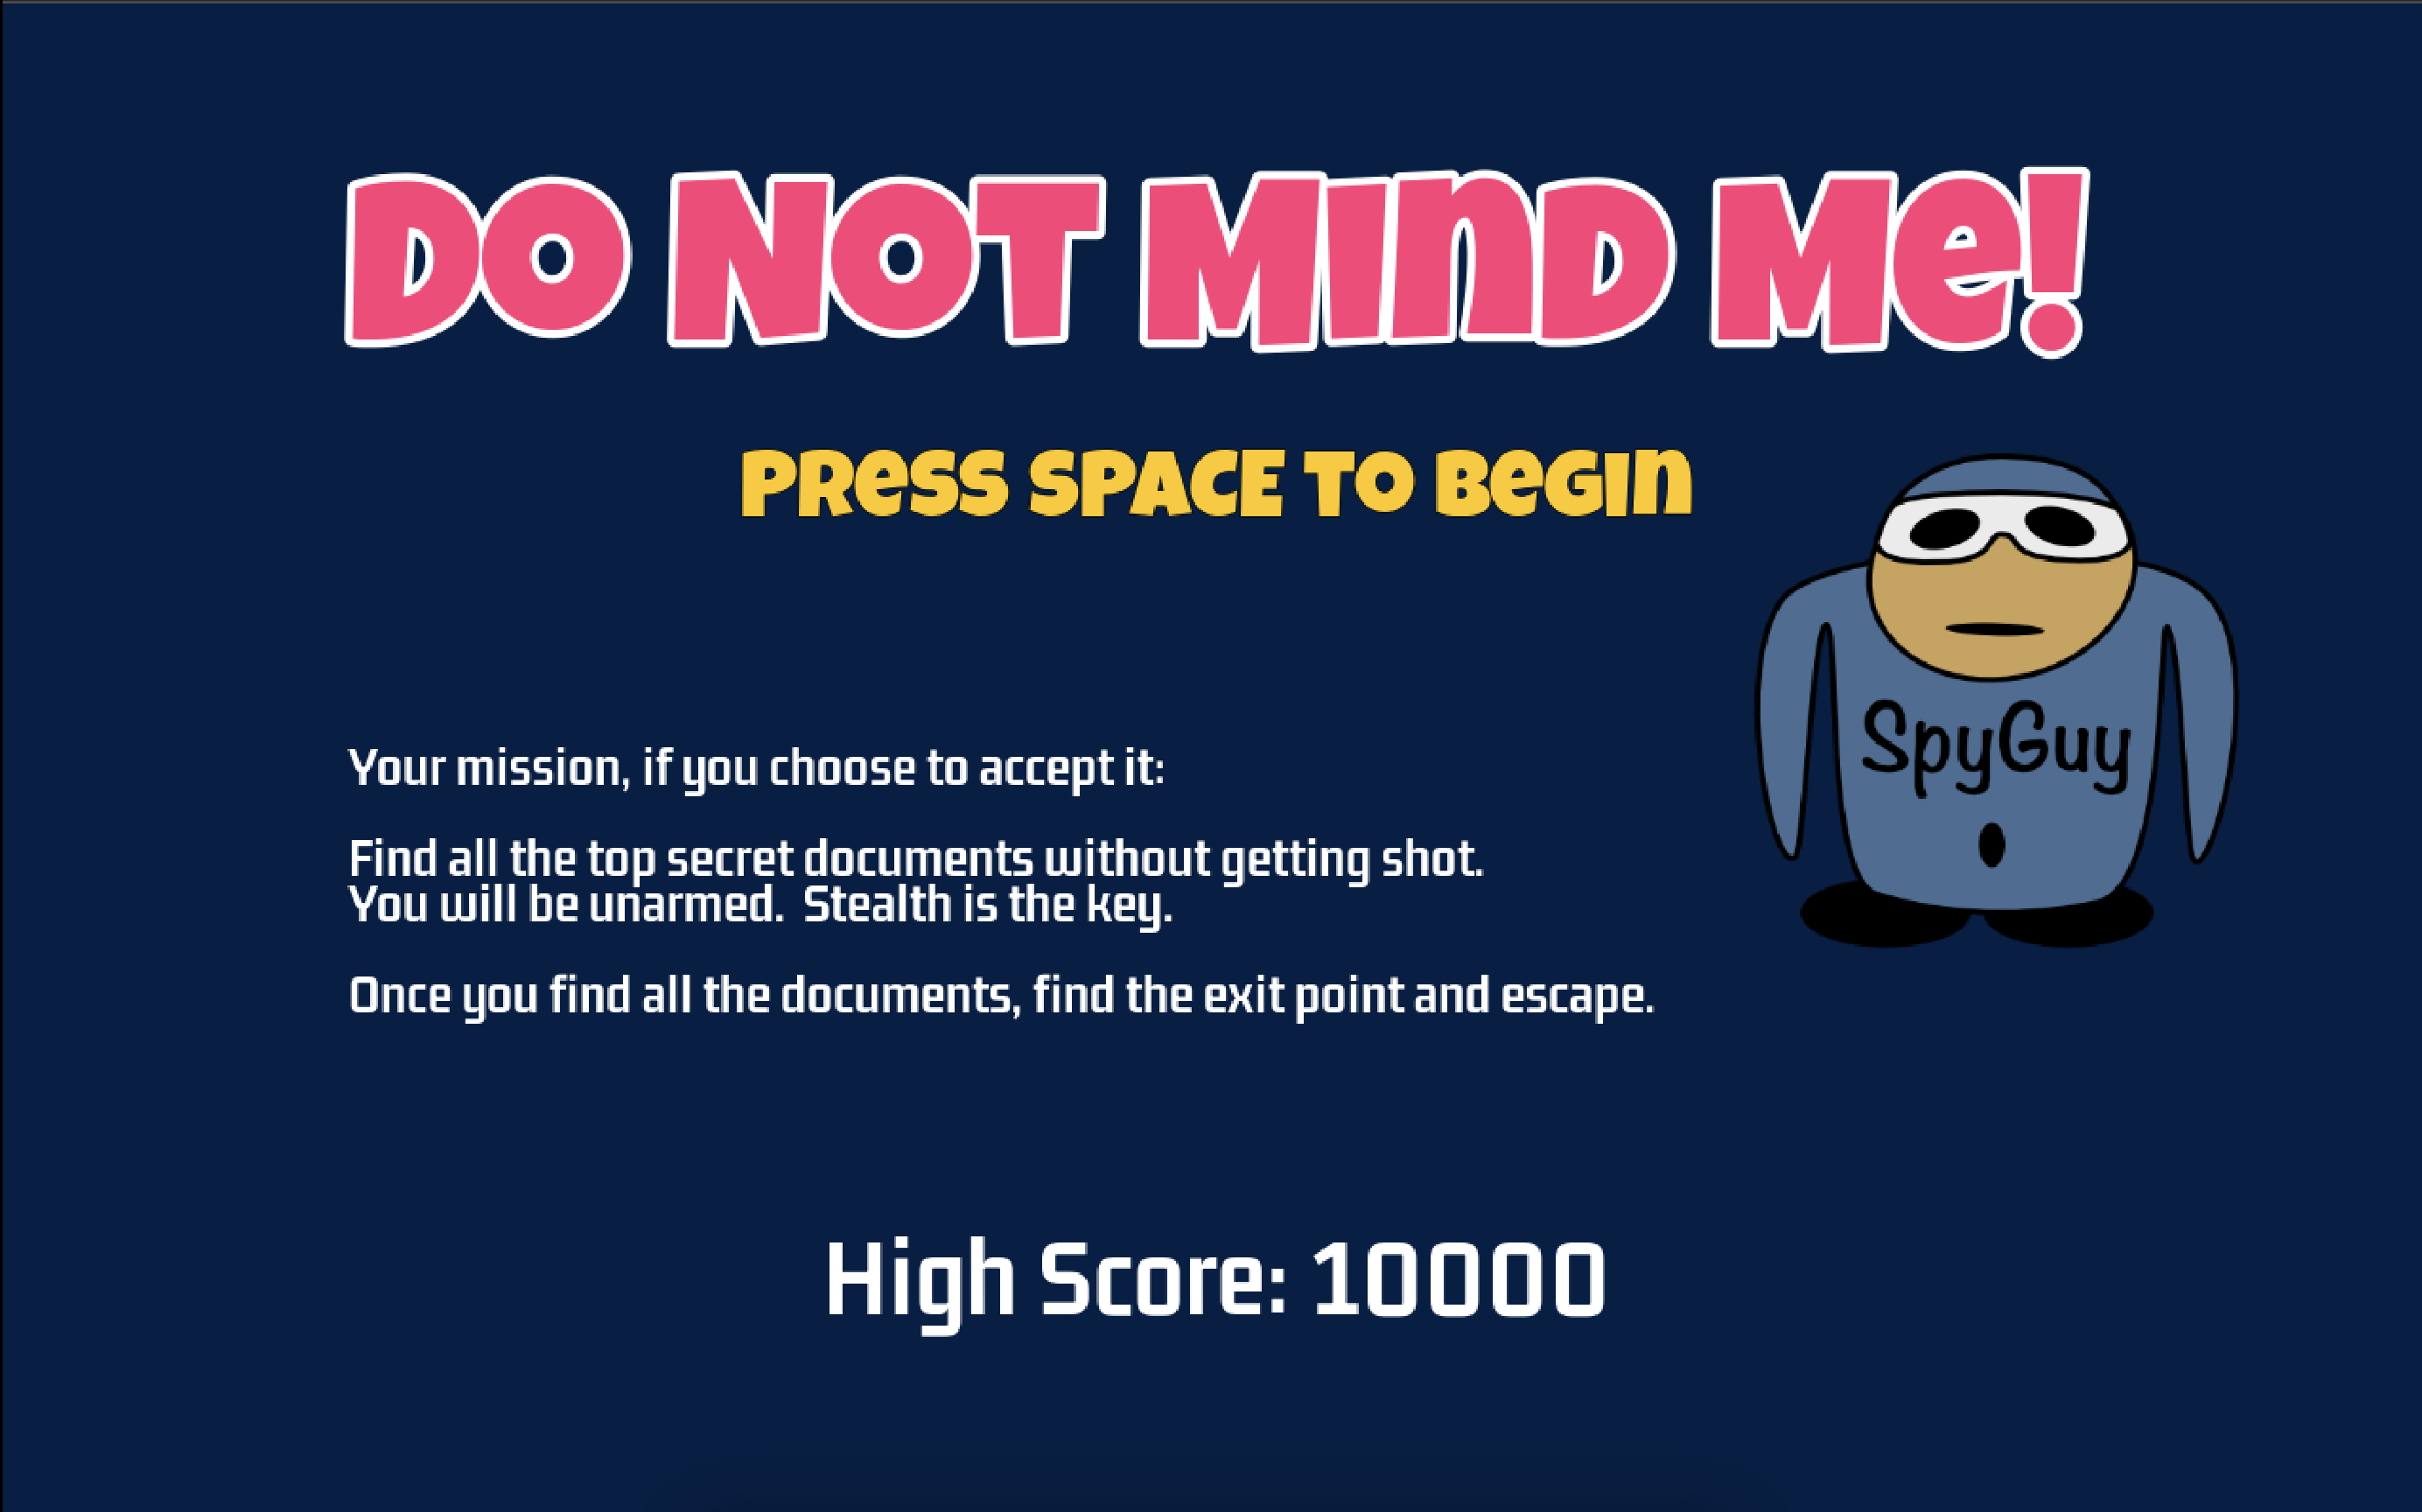 DO NOT MinD Me!
PReSS SPACE TO BeGin
SpyGuy
Your mission, if you choose to accept it:
Find all the top secret documents without getting shot.
You will be unarmed.  Stealth is the key.
Once you find all the documents, find the exit point and escape.
High Score: 10000